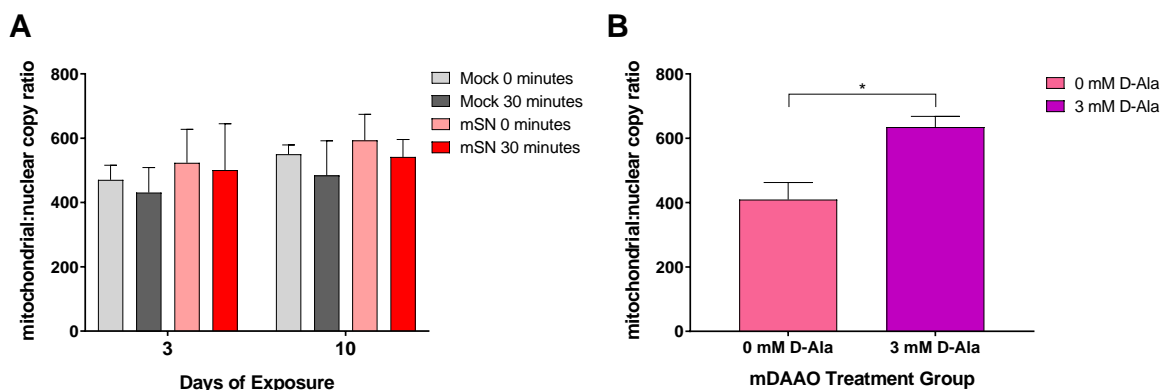 A
mitochondrial:nuclear copy ratio
800
600
400
200
0
3
10
Days of Exposure
Mock 0 minutes
Mock 30 minutes
mSN 0 minutes
mSN 30 minutes
B
mitochondrial:nuclear copy ratio
800
600
400
200
0
*
0 mM D-Ala
3 mM D-Ala
mDAAO Treatment Group
0 mM D-Ala
3 mM D-Ala